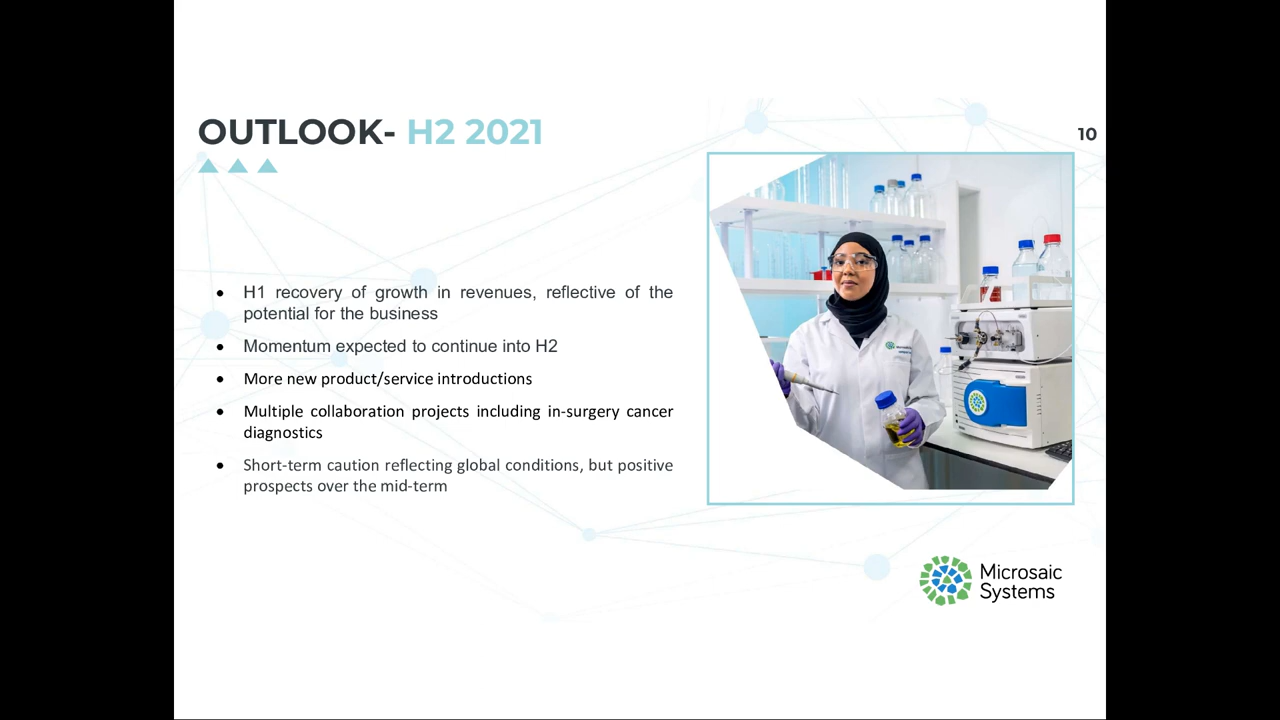 OUTLOOK- H2 2021
10
● H1 recovery of growth in revenues, reflective of the
potential for the business
● Momentum expected to continue into H2
● More new product/service introductions
● Multiple collaboration projects including in-surgery cancer
diagnostics
● Short-term caution reflecting global conditions, but positive
prospects over the mid-term
Microsaic
Systems